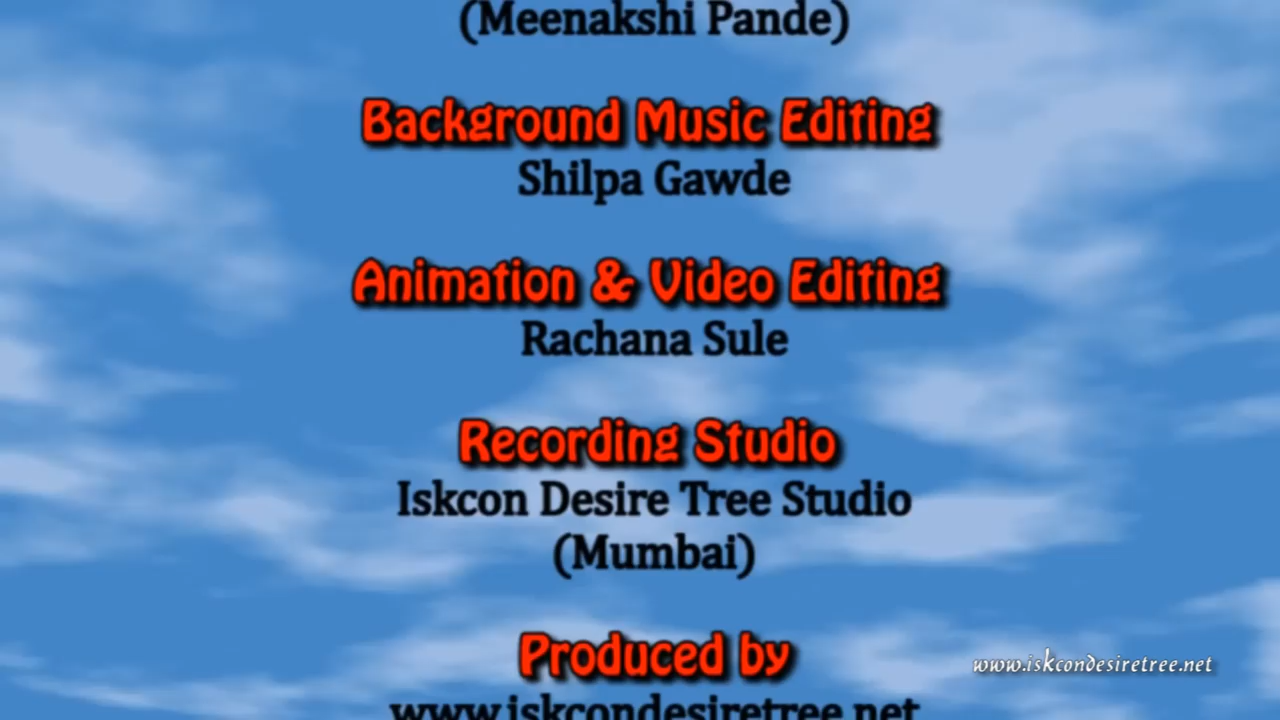 (Meenakshi Pande)
Background Music Editing
Shilpa Gawde
Animation & Video Editing
Rachana Sule
Recording Studio
Iskcon Desire Tree Studio
(Mumbai)
Produced by
www.iskcondesiretree.net
www.iskcondesiretree.net